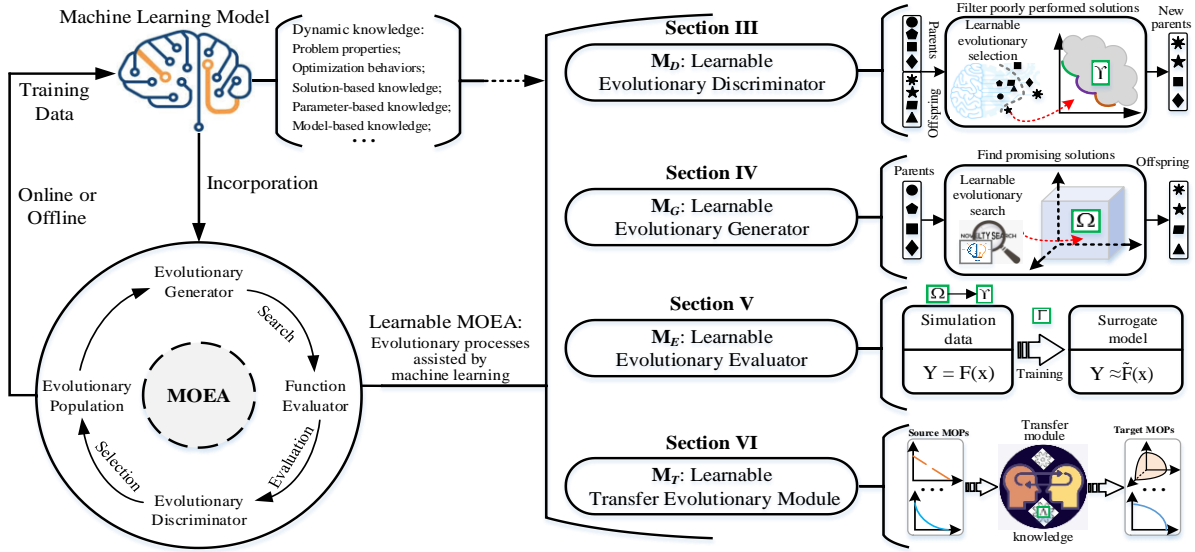 Machine Learning Model
Training
Data
Online or
Offline
Incorporation
Dynamic knowledge:
Problem properties;
Optimization behaviors;
Solution-based knowledge;
Parameter-based knowledge;
Model-based knowledge;
...
Evolutionary
Generator
Search
Function
Evaluator
Evaluation
Evolutionary
Discriminator
Selection
Evolutionary
Population
MOEA
Learnable MOEA:
Evolutionary processes
assisted by
machine learning
Section III
M_D: Learnable
Evolutionary Discriminator
Parents
Offspring
Filter poorly performed solutions
Learnable
evolutionary
selection
ϒ
New
parents
Section IV
M_G: Learnable
Evolutionary Generator
Parents
Find promising solutions
Learnable
evolutionary
search
NOVELTY SEARCH
Ω
Offspring
Section V
M_E: Learnable
Evolutionary Evaluator
Ω ϒ
Simulation
data
Y = F(x)
Γ
Training
Surrogate
model
Y ≈F̃(x)
Section VI
M_T: Learnable
Transfer Evolutionary Module
Source MOPs
...
Transfer
module
Λ
knowledge
Target MOPs
...